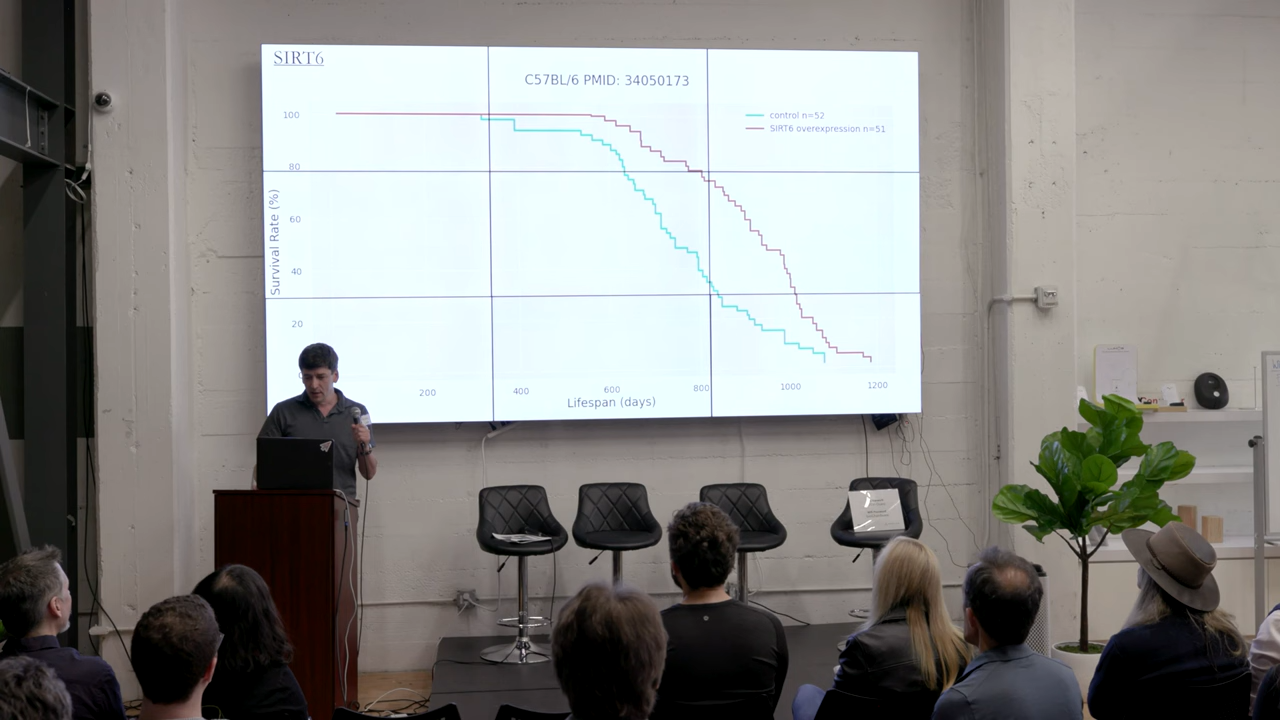 SIRT6
C57BL/6 PMID: 34050173
control n=52
SIRT6 overexpression n=51
Survival Rate (%)
100
80
60
40
20
200
400
600
800
1000
1200
Lifespan (days)